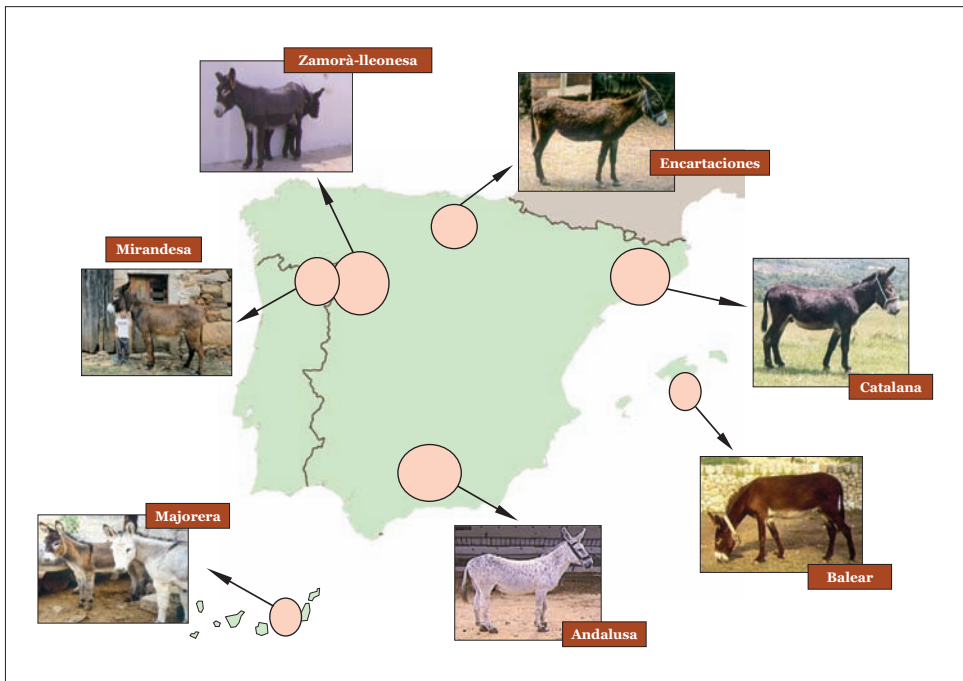 Zamorà-lleonesa
Encartaciones
Mirandesa
Catalana
Majorera
Balear
Andalusa